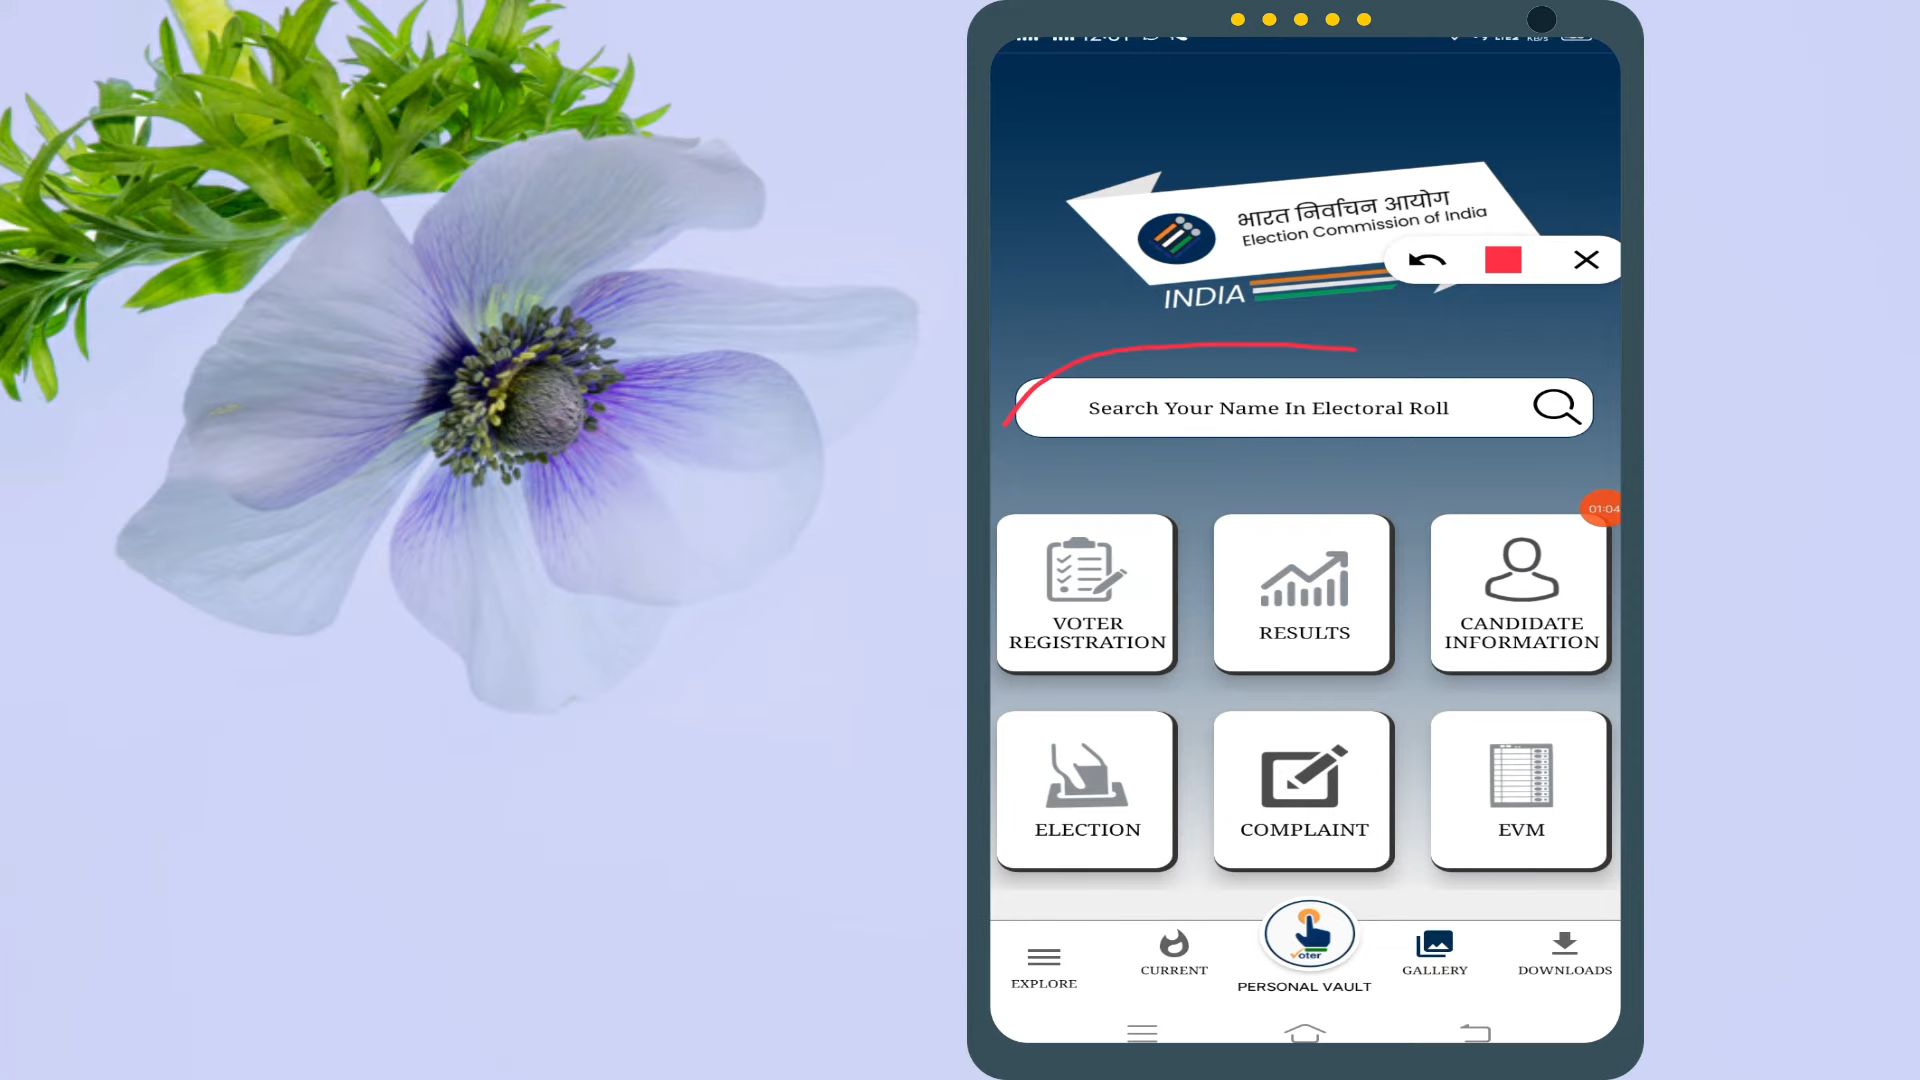 भारत निर्वाचन आयोग
Election Commission of India
INDIA
Search Your Name In Electoral Roll
01:04
VOTER
REGISTRATION
RESULTS
CANDIDATE
INFORMATION
ELECTION
COMPLAINT
EVM
Voter
EXPLORE
CURRENT
PERSONAL VAULT
GALLERY
DOWNLOADS